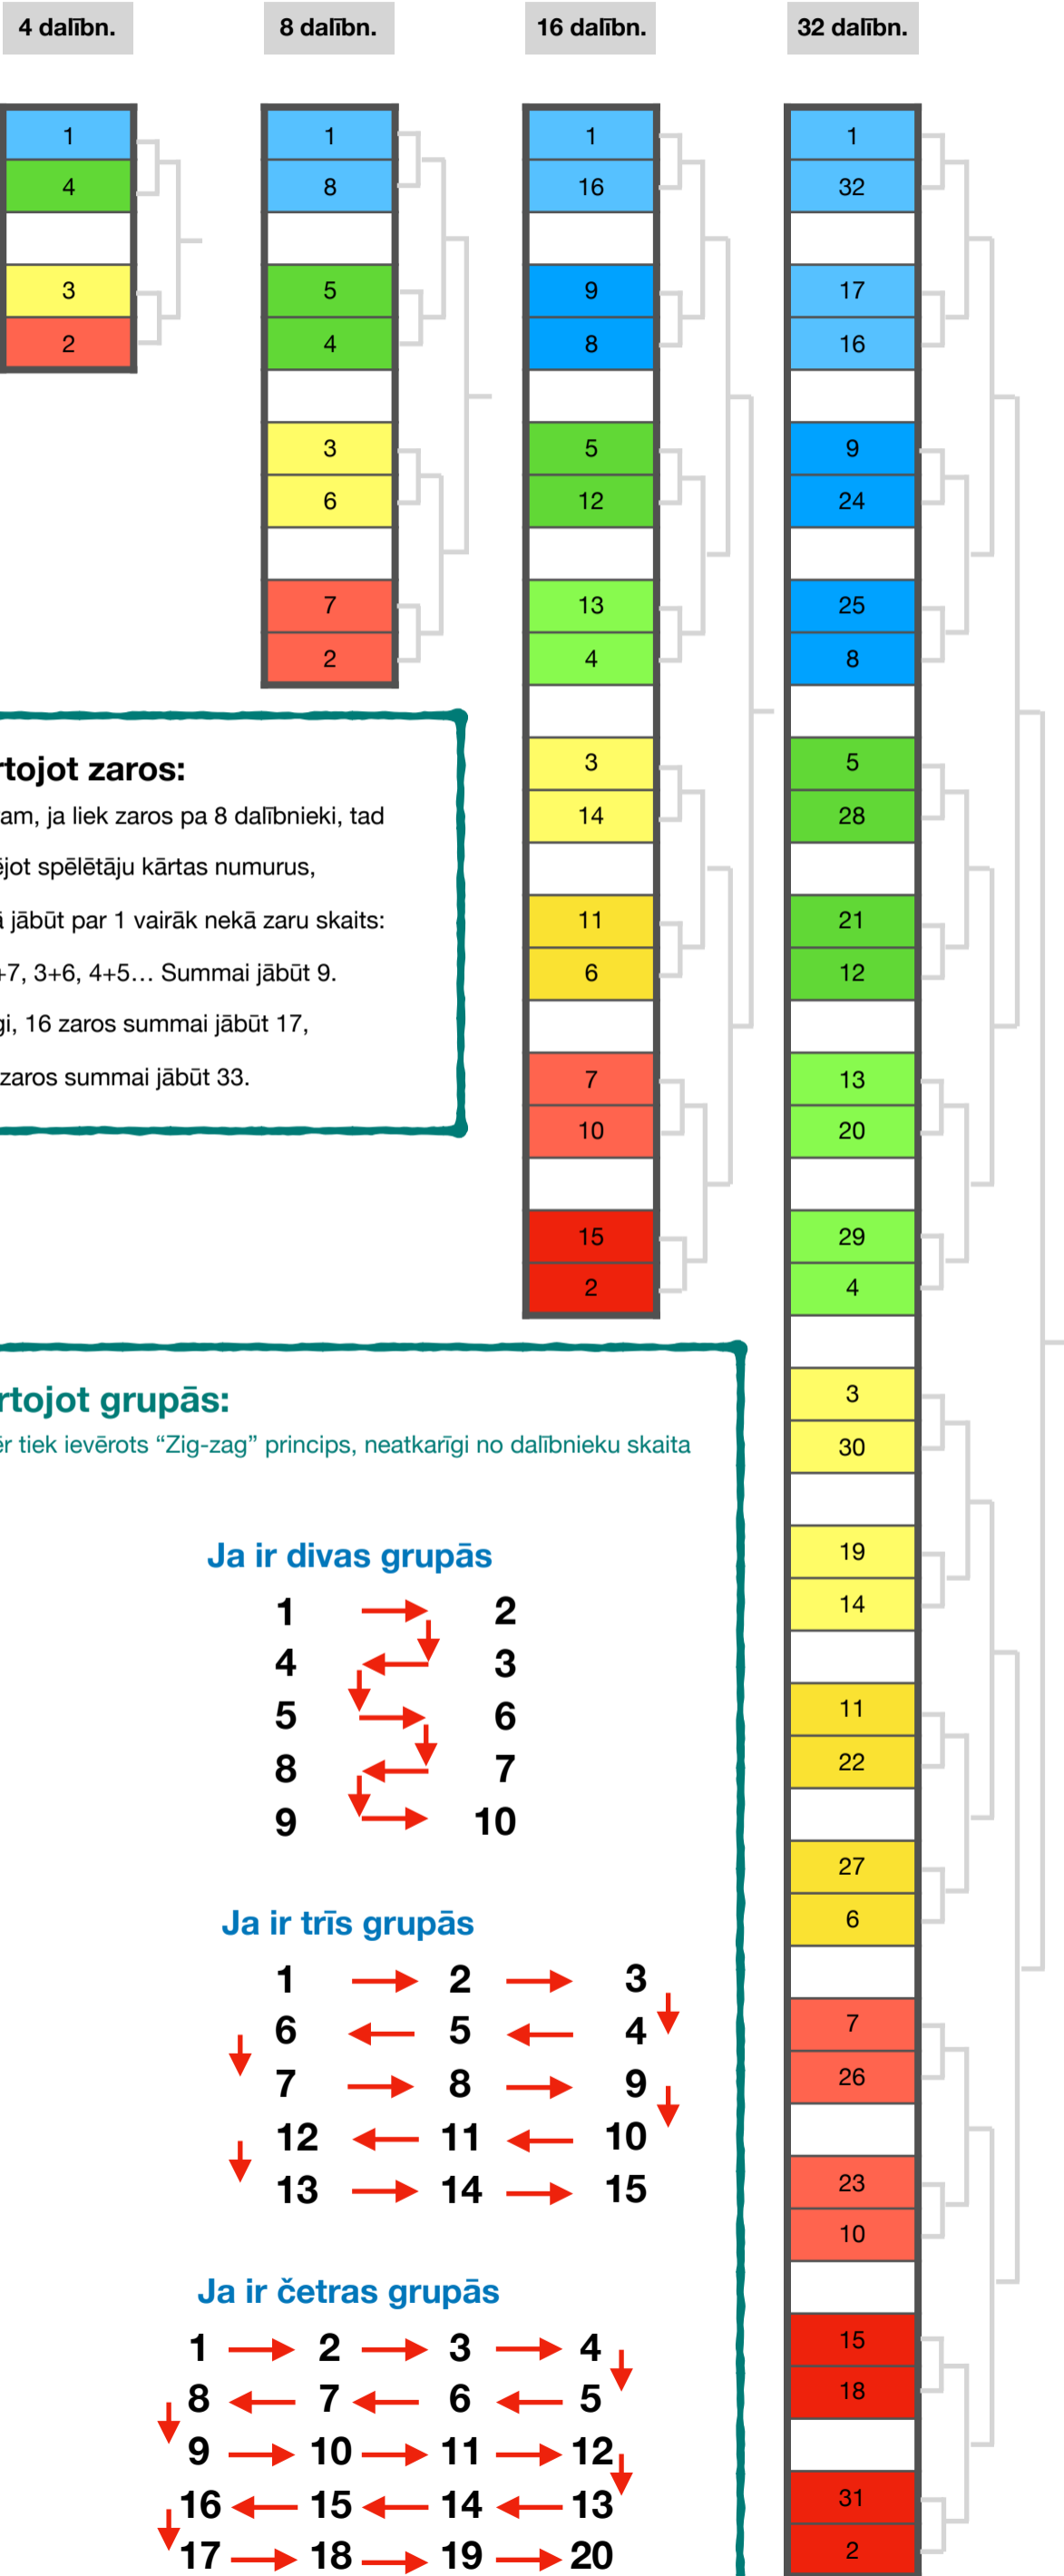 4 dalībn.
8 dalībn.
16 dalībn.
32 dalībn.
1
4
3
2
1
8
5
4
3
6
7
2
1
16
9
8
5
12
13
4
3
14
11
6
7
10
15
2
1
32
17
16
9
24
25
8
5
28
21
12
13
20
29
4
3
30
19
14
11
22
27
6
7
26
23
10
15
18
31
2
rtojot zaros:
am, ja liek zaros pa 8 dalībnieki, tad
ējot spēlētāju kārtas numurus,
ā jābūt par 1 vairāk nekā zaru skaits:
+7, 3+6, 4+5... Summai jābūt 9.
gi, 16 zaros summai jābūt 17,
zaros summai jābūt 33.
rtojot grupās:
ēr tiek ievērots “Zig-zag” princips, neatkarīgi no dalībnieku skaita
Ja ir divas grupās
1 2
4 3
5 6
8 7
9 10
Ja ir trīs grupās
1 2 3
6 5 4
7 8 9
12 11 10
13 14 15
Ja ir četras grupās
1 2 3 4
8 7 6 5
9 10 11 12
16 15 14 13
17 18 19 20